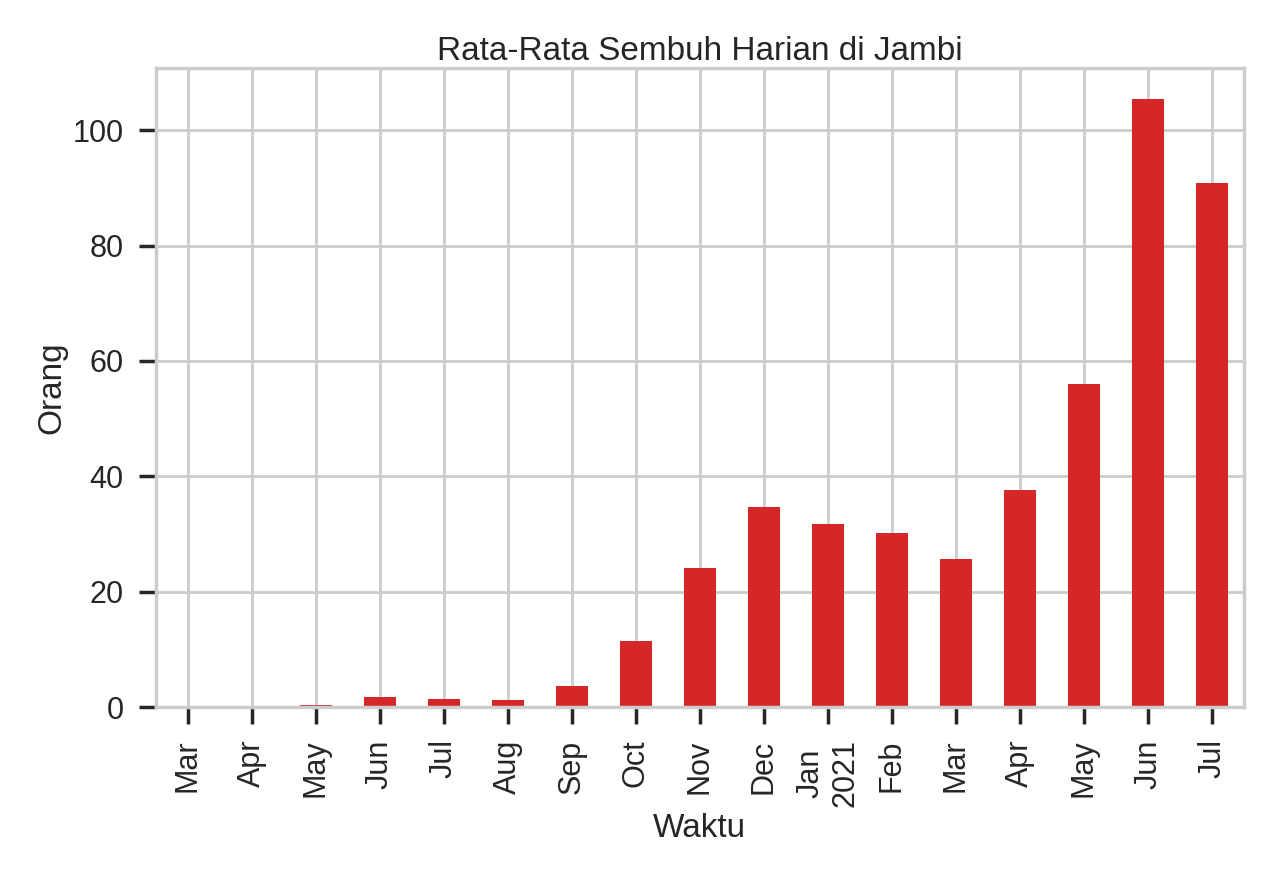 Rata-Rata Sembuh Harian di Jambi
100
80
60
40
20
0
Orang
Mar
Apr
May
Jun
Jul
Aug
Sep
Oct
Nov
Dec
Jan
2021
Feb
Mar
Apr
May
Jun
Jul
Waktu